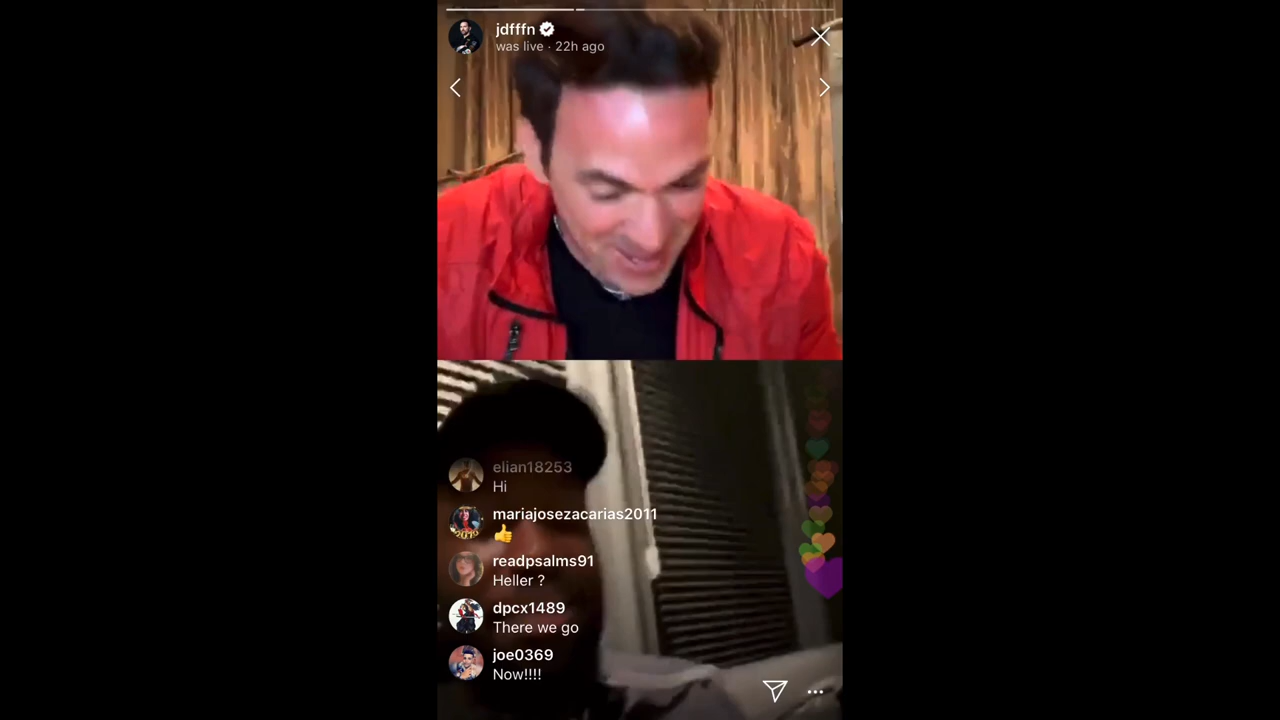 jdfffn
was live · 22h ago
elian18253
Hi
mariajosezacarias2011
👍
readpsalms91
Heller ?
dpcx1489
There we go
joe0369
Now!!!!